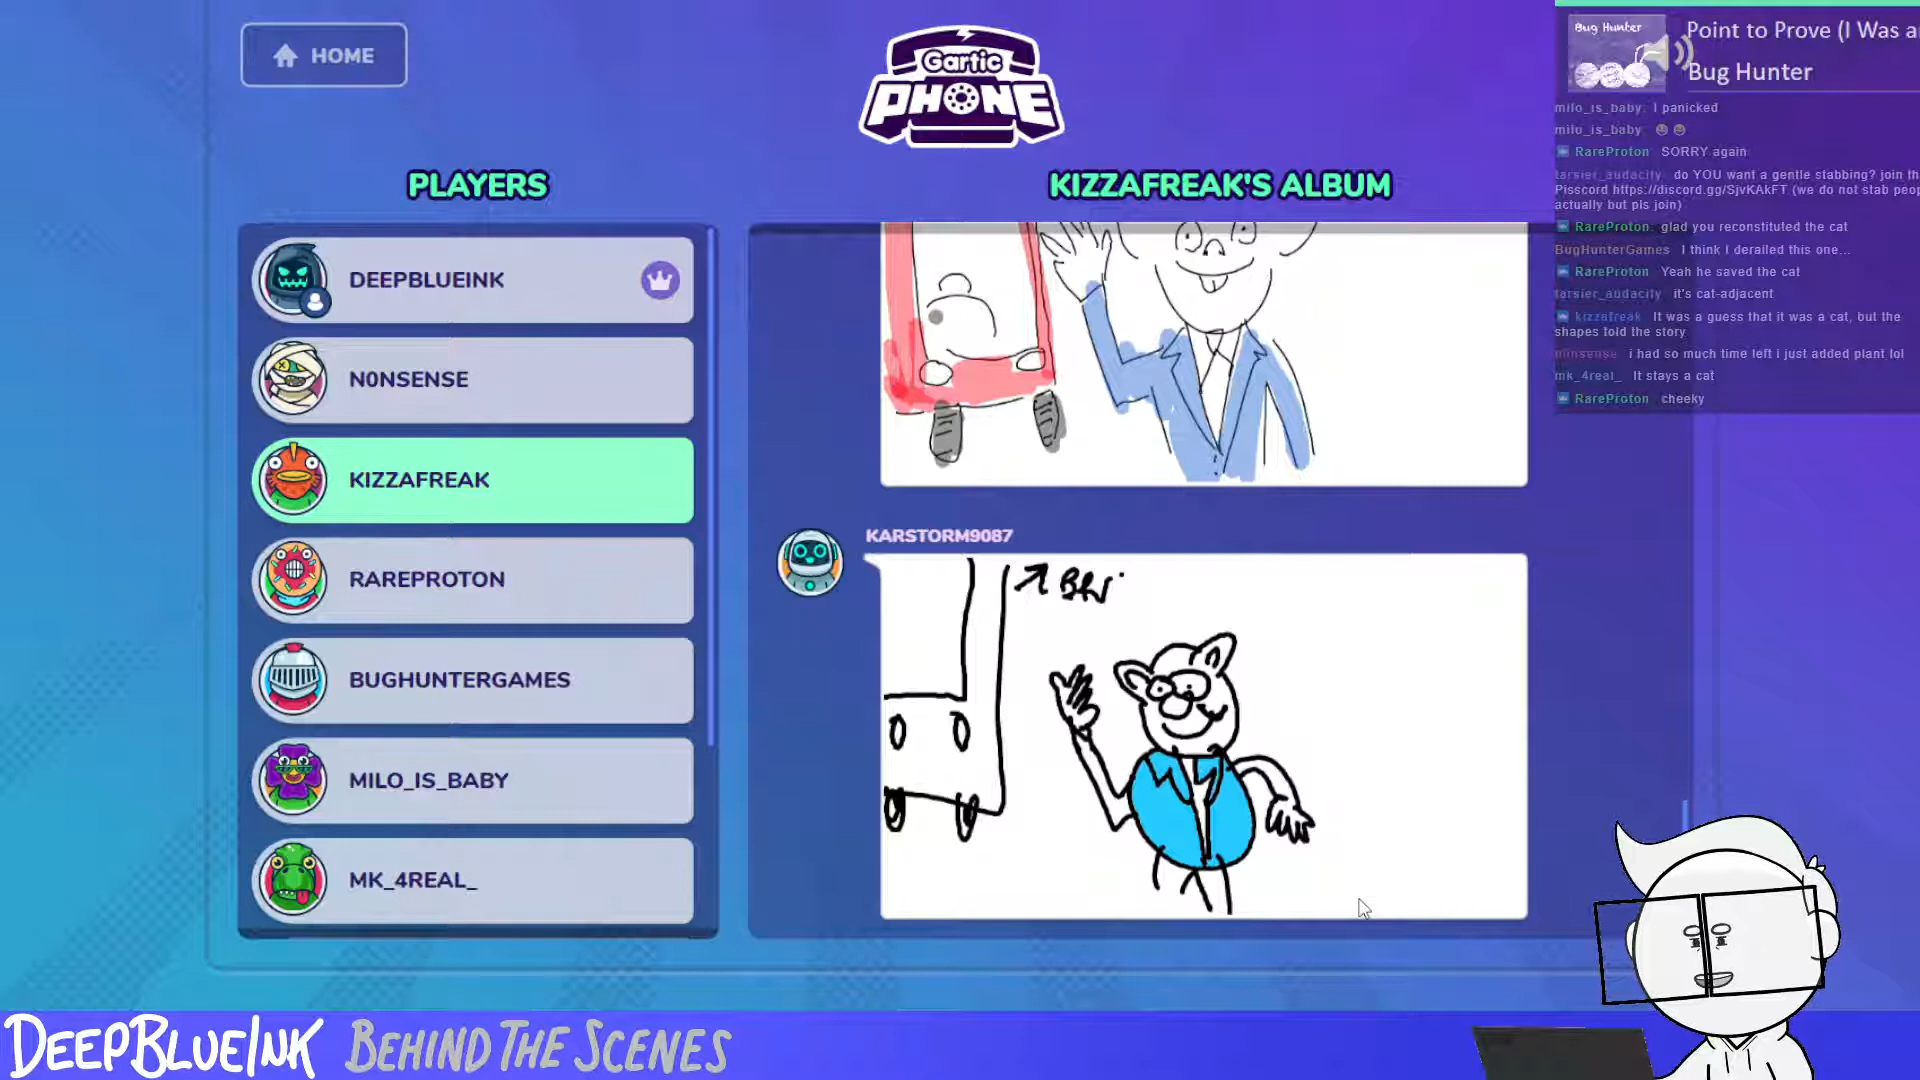 HOME
Gartic
PHONE
PLAYERS
KIZZAFREAK'S ALBUM
DEEPBLUEINK
N0NSENSE
KIZZAFREAK
RAREPROTON
BUGHUNTERGAMES
MILO_IS_BABY
MK_4REAL_
KARSTORM9087
Bug Hunter
Point to Prove (I Was a
Bug Hunter
milo_is_baby: I panicked
milo_is_baby:
RareProton SORRY again
tarsier_audacity do YOU want a gentle stabbing? join th
Pisscord https://discord.gg/SjvKAkFT (we do not stab peop
actually but pls join)
RareProton: glad you reconstituted the cat
BugHunterGames I think I derailed this one...
RareProton Yeah he saved the cat
tarsier_audacity it's cat-adjacent
kizzafreak It was a guess that it was a cat, but the
shapes told the story
n0nsense i had so much time left i just added plant lol
mk_4real_ It stays a cat
RareProton cheeky
DEEPBLUEINK BEHIND THE SCENES